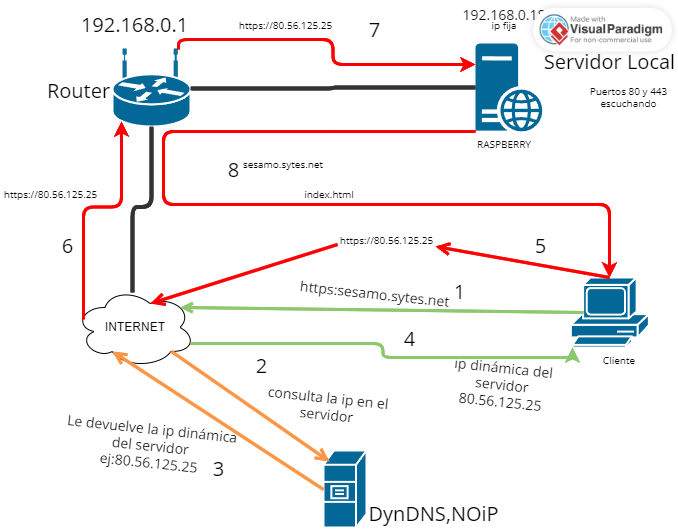 192.168.0.1
https://80.56.125.25
7
192.168.0.1
ip fija
Made with
VisualParadigm
For non-commercial use
Servidor Local
Router
Puertos 80 y 443
escuchando
RASPBERRY
8
sesamo.sytes.net
https://80.56.125.25
index.html
6
https://80.56.125.25
5
https:sesamo.sytes.net
1
INTERNET
4
Cliente
2
ip dinámica del
servidor
80.56.125.25
consulta la ip en el
servidor
Le devuelve la ip dinámica
del servidor
ej:80.56.125.25
3
DynDNS,NOiP